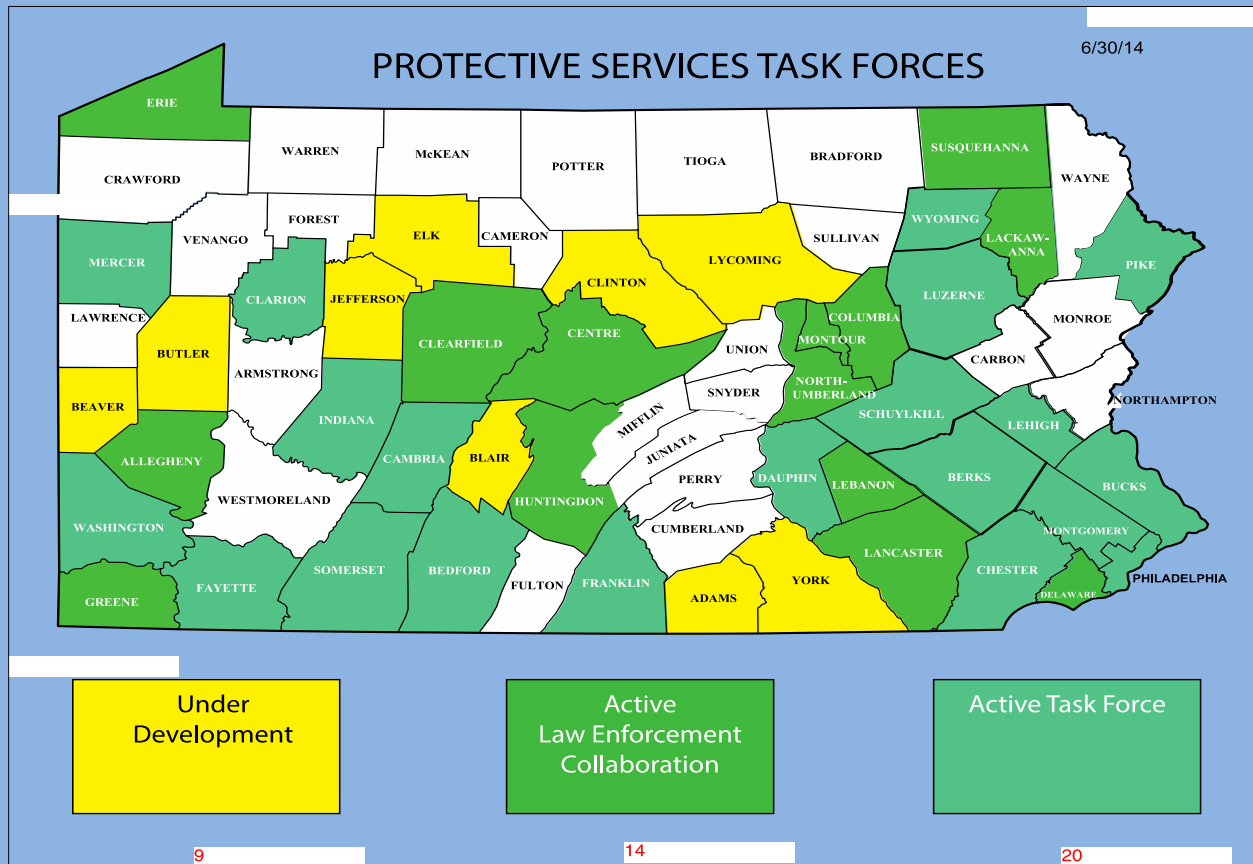 PROTECTIVE SERVICES TASK FORCES
6/30/14
ERIE
CRAWFORD
WARREN
McKEAN
POTTER
TIOGA
BRADFORD
SUSQUEHANNA
WAYNE
MERCER
VENANGO
FOREST
ELK
CAMERON
CLINTON
LYCOMING
SULLIVAN
WYOMING
LACKAW-
ANNA
PIKE
LAWRENCE
BUTLER
CLARION
JEFFERSON
CLEARFIELD
CENTRE
UNION
MONTOUR
COLUMBIA
LUZERNE
MONROE
CARBON
BEAVER
ARMSTRONG
INDIANA
SNYDER
NORTH-
UMBERLAND
SCHUYLKILL
NORTHAMPTON
LEHIGH
ALLEGHENY
CAMBRIA
BLAIR
HUNTINGDON
MIFFLIN
JUNIATA
PERRY
DAUPHIN
LEBANON
BERKS
BUCKS
WASHINGTON
WESTMORELAND
CUMBERLAND
LANCASTER
MONTGOMERY
CHESTER
PHILADELPHIA
DELAWARE
GREENE
FAYETTE
SOMERSET
BEDFORD
FULTON
FRANKLIN
ADAMS
YORK
Under
Development
Active
Law Enforcement
Collaboration
Active Task Force
9
14
20